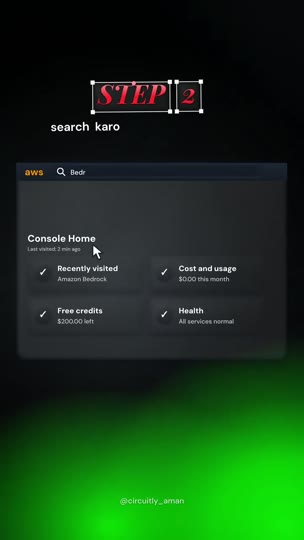 STEP 2
search karo
aws Bedr
Console Home
Last visited: 2 min ago
Recently visited
Amazon Bedrock
Cost and usage
$0.00 this month
Free credits
$200.00 left
Health
All services normal
@circuitly_aman